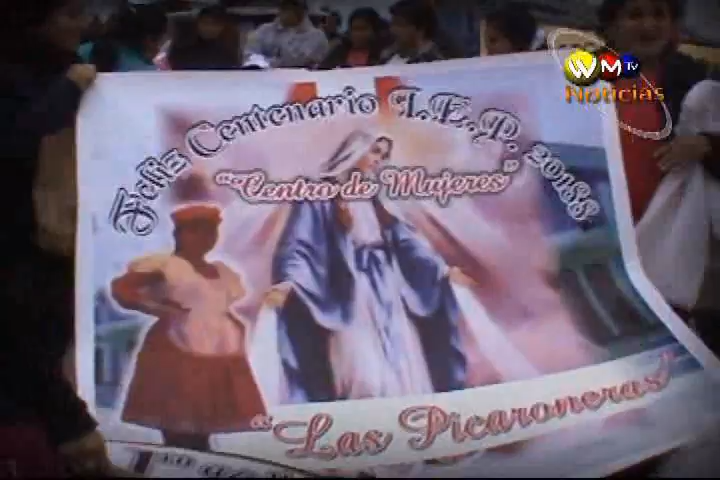 WMTv
Noticias
Feliz Centenario I.E.P. 20188
"Centro de Mujeres"
"Las Picaroneras"